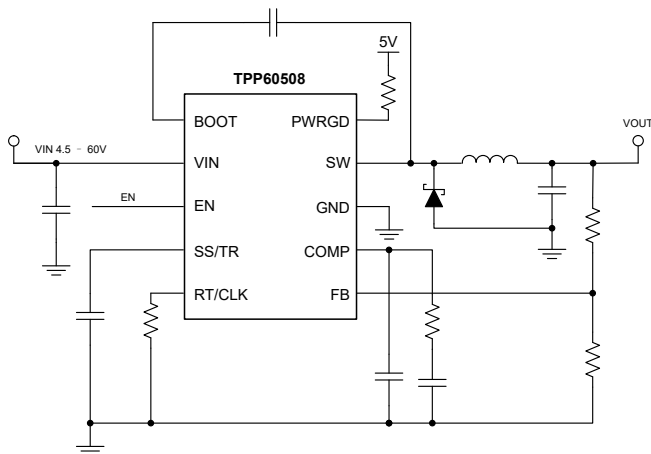 5V
TPP60508
BOOT
PWRGD
VOUT
VIN 4.5 - 60V
VIN
SW
EN
EN
GND
SS/TR
COMP
RT/CLK
FB